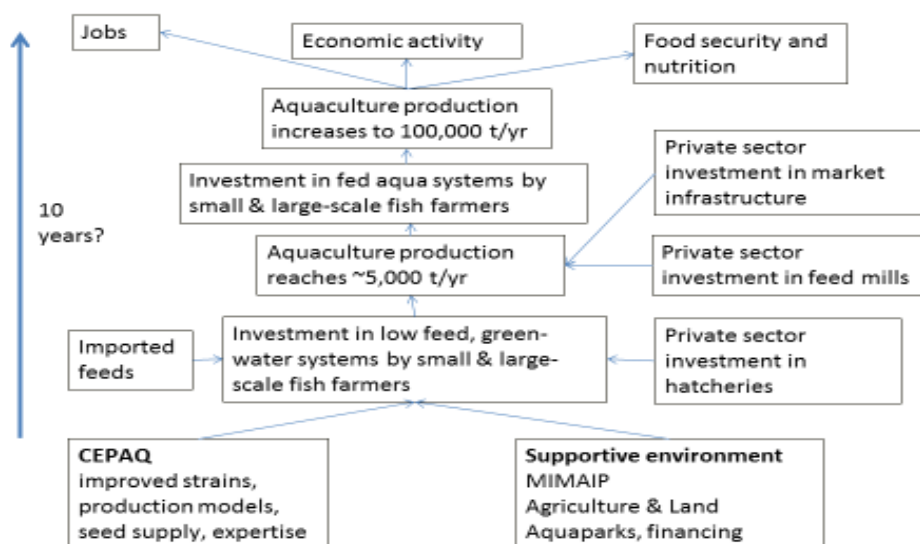 Jobs
Economic activity
Food security and
nutrition
Aquaculture production
increases to 100,000 t/yr
Private sector
investment in market
infrastructure
Investment in fed aqua systems by
small & large-scale fish farmers
10
years?
Aquaculture production
reaches ~5,000 t/yr
Private sector
investment in feed mills
Imported
feeds
Investment in low feed, green-
water systems by small & large-
scale fish farmers
Private sector
investment in
hatcheries
CEPAQ
improved strains,
production models,
seed supply, expertise
Supportive environment
MIMAIP
Agriculture & Land
Aquaparks, financing